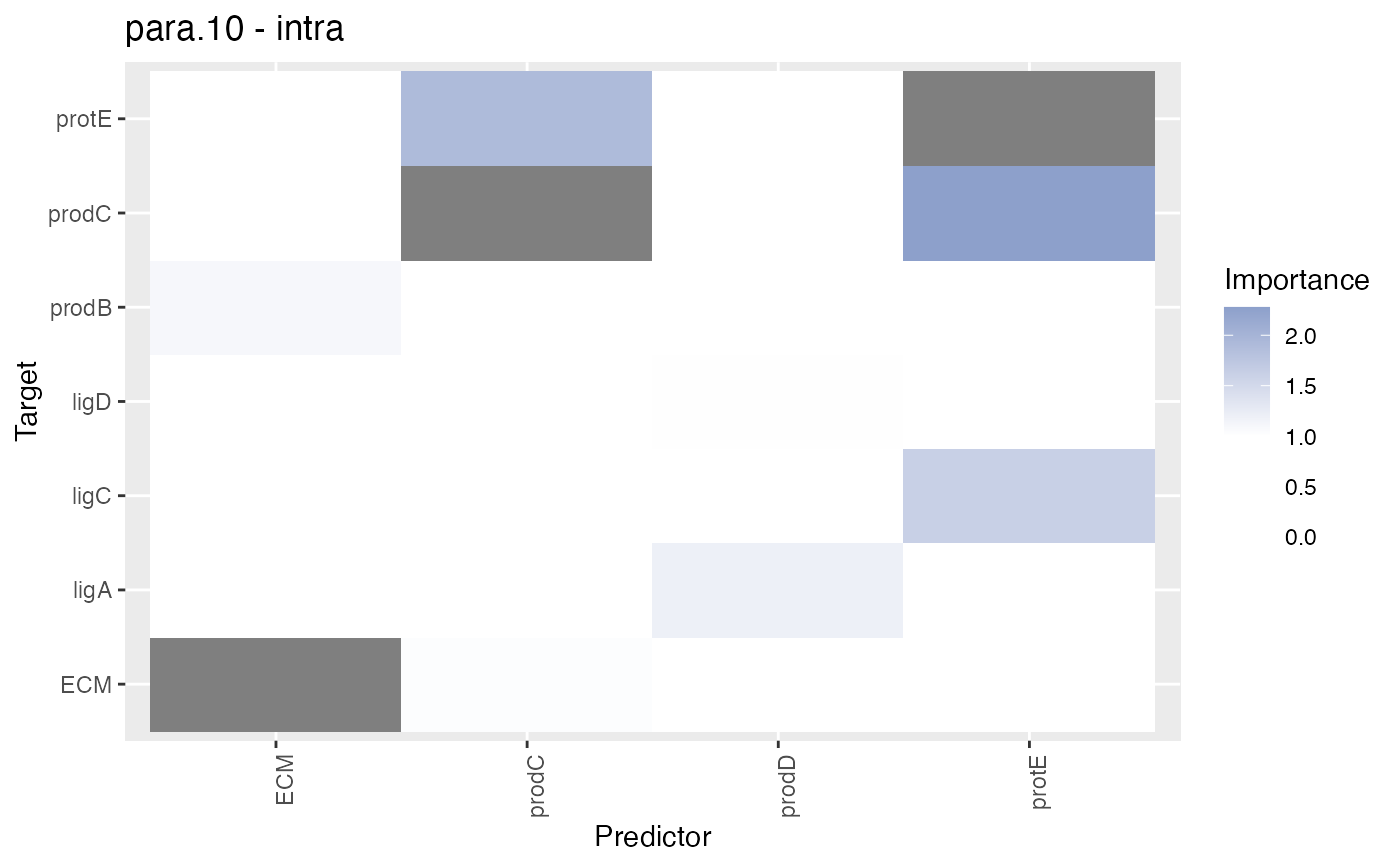 para.10 - intra
protE
prodC
prodB
ligD
ligC
ligA
ECM
Target
ECM
prodC
prodD
protE
Predictor
Importance
2.0
1.5
1.0
0.5
0.0